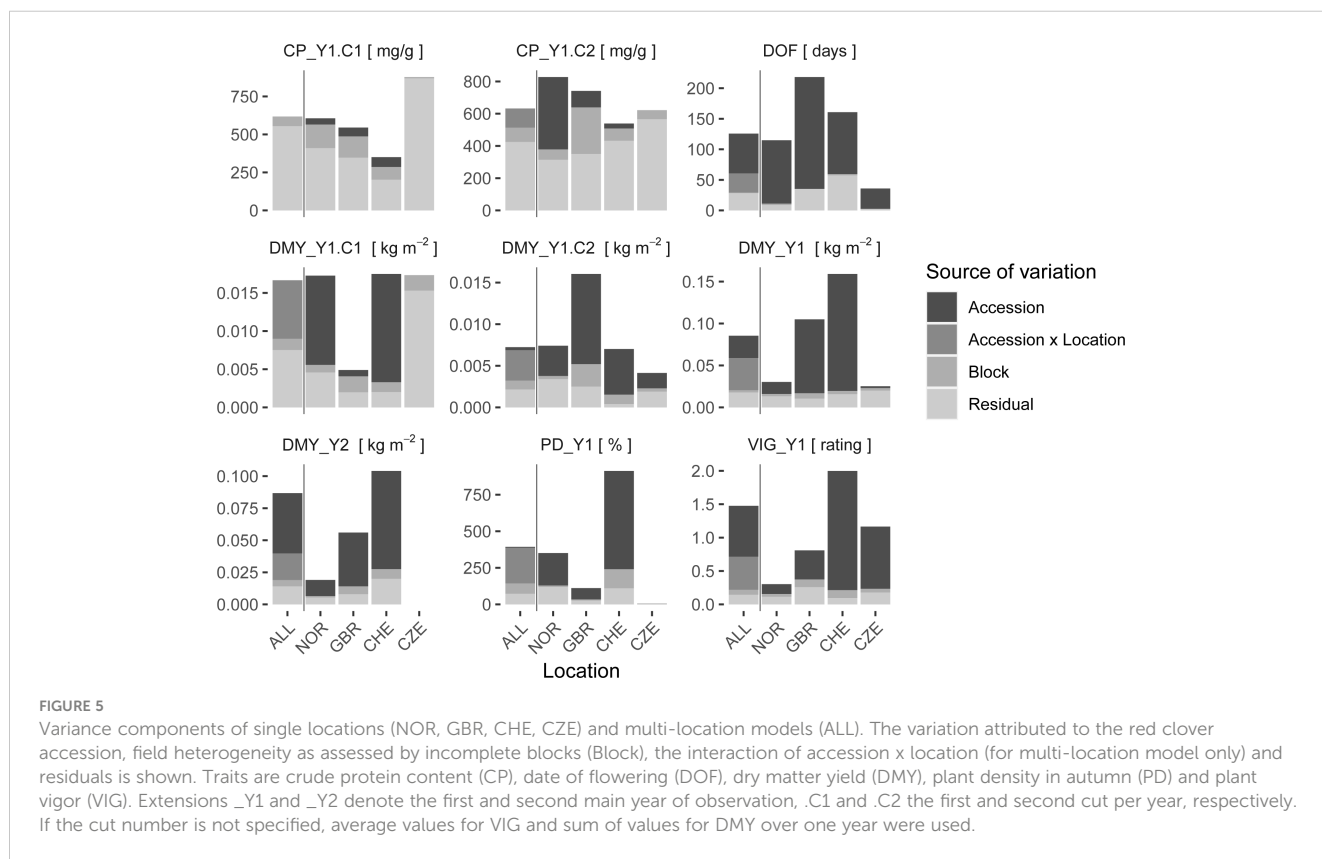 CP_Y1.C1 [ mg/g ] CP_Y1.C2 [ mg/g ] DOF [ days ]
750
500
250
0
800
600
400
200
0
200
150
100
50
0
DMY_Y1.C1 [ kg m⁻² ] DMY_Y1.C2 [ kg m⁻² ] DMY_Y1 [ kg m⁻² ]
0.015
0.010
0.005
0.000
0.015
0.010
0.005
0.000
0.15
0.10
0.05
0.00
Source of variation
Accession
Accession x Location
Block
Residual
DMY_Y2 [ kg m⁻² ] PD_Y1 [ % ] VIG_Y1 [ rating ]
0.100
0.075
0.050
0.025
0.000
750
500
250
0
2.0
1.5
1.0
0.5
0.0
ALL NOR GBR CHE CZE ALL NOR GBR CHE CZE ALL NOR GBR CHE CZE
Location
FIGURE 5
Variance components of single locations (NOR, GBR, CHE, CZE) and multi-location models (ALL). The variation attributed to the red clover
accession, field heterogeneity as assessed by incomplete blocks (Block), the interaction of accession x location (for multi-location model only) and
residuals is shown. Traits are crude protein content (CP), date of flowering (DOF), dry matter yield (DMY), plant density in autumn (PD) and plant
vigor (VIG). Extensions _Y1 and _Y2 denote the first and second main year of observation, .C1 and .C2 the first and second cut per year, respectively.
If the cut number is not specified, average values for VIG and sum of values for DMY over one year were used.